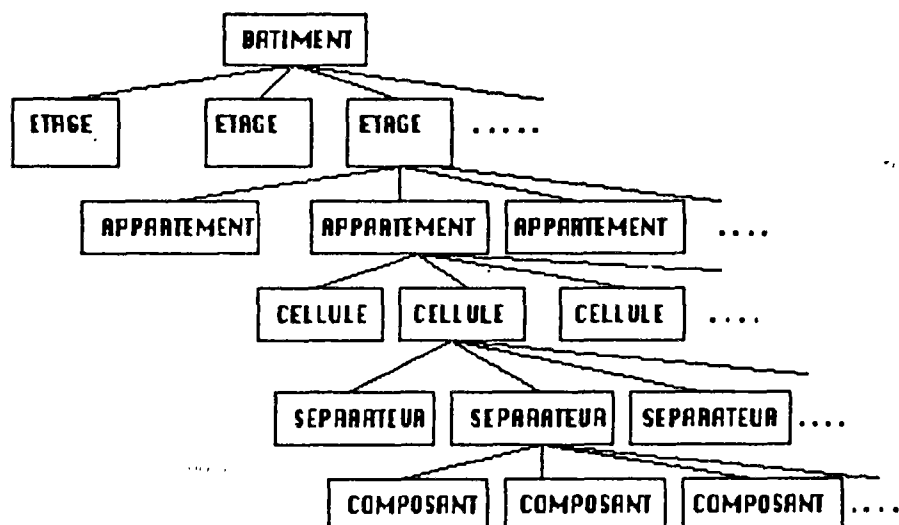 BATIMENT
ETAGE ETAGE ETAGE .....
APPARTEMENT APPARTEMENT APPARTEMENT ....
CELLULE CELLULE CELLULE ....
SEPARATEUR SEPARATEUR SEPARATEUR ....
COMPOSANT COMPOSANT COMPOSANT ....